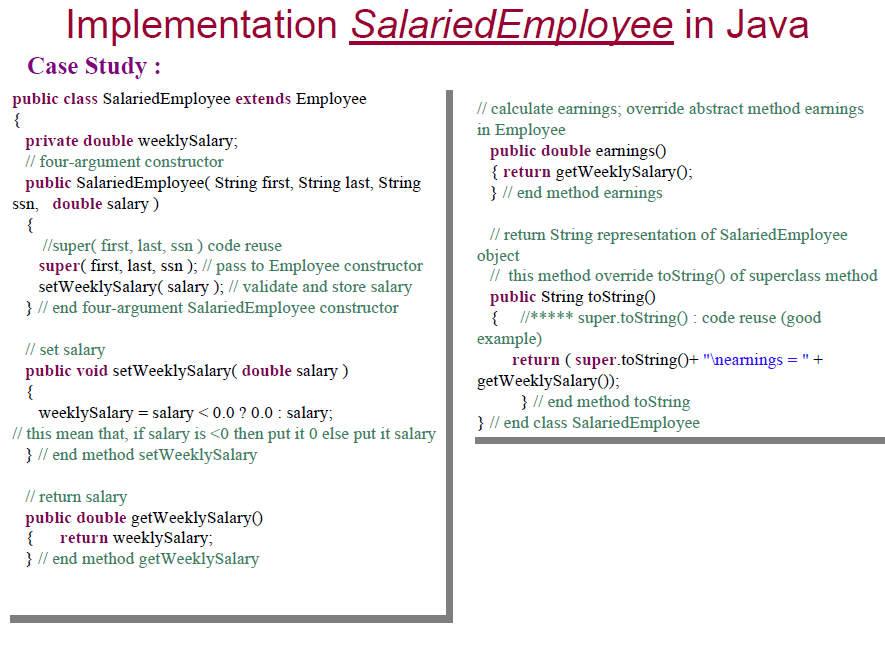 Implementation SalariedEmployee in Java
Case Study :
public class SalariedEmployee extends Employee
{
private double weeklySalary;
// four-argument constructor
public SalariedEmployee( String first, String last, String
ssn, double salary )
{
//super( first, last, ssn ) code reuse
super( first, last, ssn ); // pass to Employee constructor
setWeeklySalary( salary ); // validate and store salary
} // end four-argument SalariedEmployee constructor
// set salary
public void setWeeklySalary( double salary )
{
weeklySalary = salary < 0.0 ? 0.0 : salary;
// this mean that, if salary is <0 then put it 0 else put it salary
} // end method setWeeklySalary
// return salary
public double getWeeklySalary()
{ return weeklySalary;
} // end method getWeeklySalary
// calculate earnings; override abstract method earnings
in Employee
public double earnings()
{ return getWeeklySalary();
} // end method earnings
// return String representation of SalariedEmployee
object
// this method override toString() of superclass method
public String toString()
{ //***** super.toString() : code reuse (good
example)
return ( super.toString()+ "\nearnings = " +
getWeeklySalary());
} // end method toString
} // end class SalariedEmployee